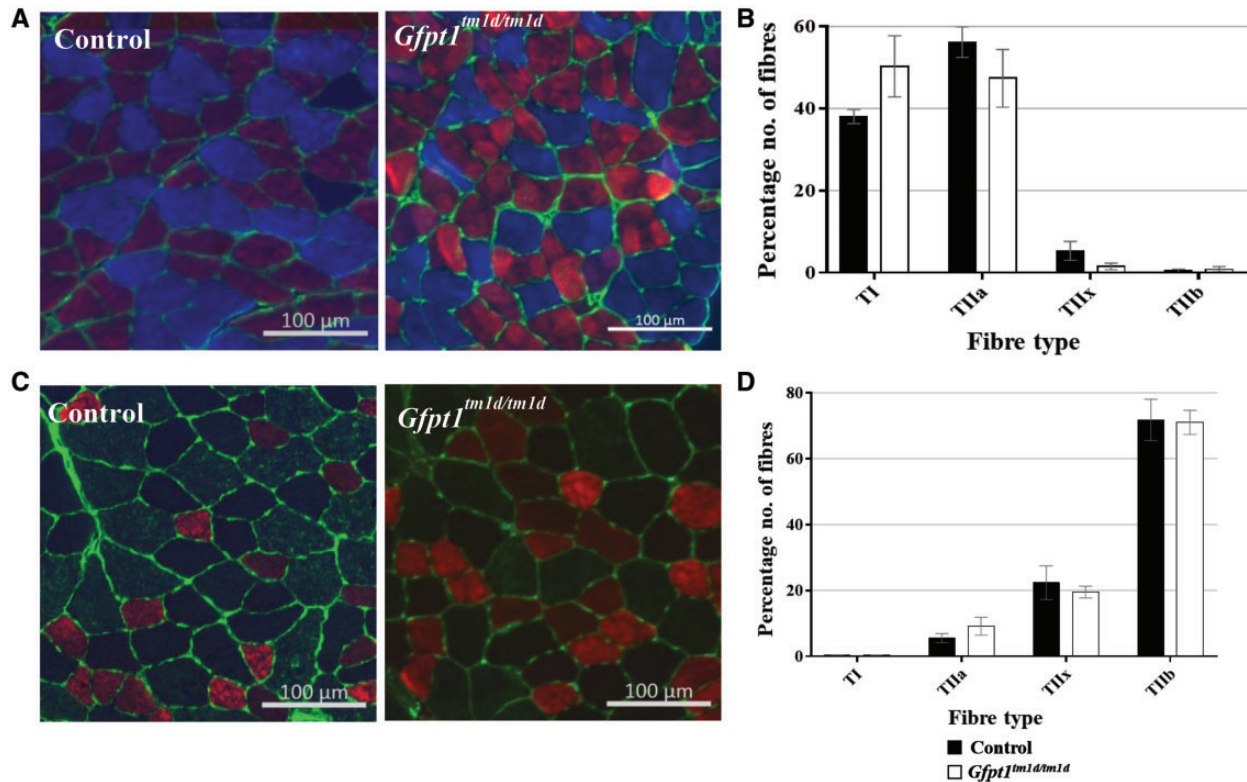 A
Control
Gfpt1tm1d/tm1d
100 µm
100 µm
B
Percentage no. of fibres
60
40
20
0
TI
TIIa
TIIx
TIIb
Fibre type
C
Control
Gfpt1tm1d/tm1d
100 µm
100 µm
D
Percentage no. of fibres
80
60
40
20
0
TI
TIIa
TIIx
TIIb
Fibre type
Control
Gfpt1tm1d/tm1d